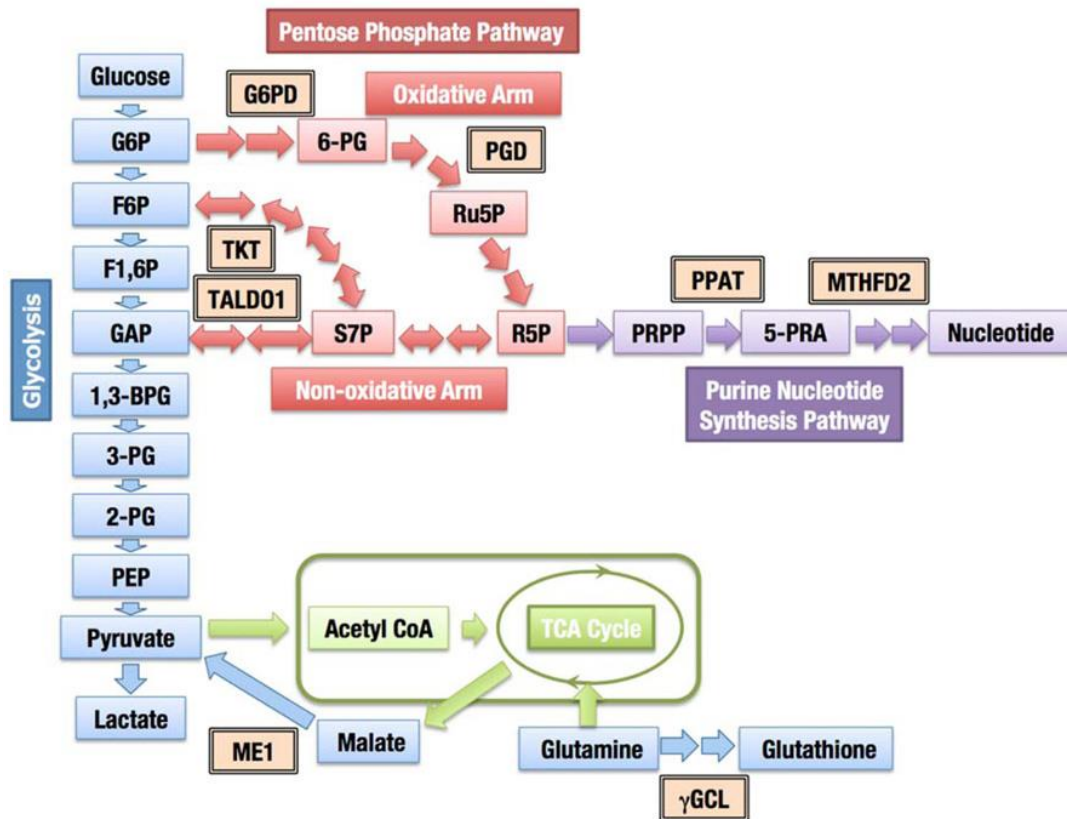 Pentose Phosphate Pathway
Glucose
G6PD
Oxidative Arm
G6P
6-PG
PGD
F6P
Ru5P
TKT
F1,6P
PPAT
MTHFD2
TALDO1
Glycolysis
GAP
S7P
R5P
PRPP
5-PRA
Nucleotide
1,3-BPG
Non-oxidative Arm
Purine Nucleotide
Synthesis Pathway
3-PG
2-PG
PEP
Pyruvate
Acetyl CoA
TCA Cycle
Lactate
ME1
Malate
Glutamine
Glutathione
γGCL